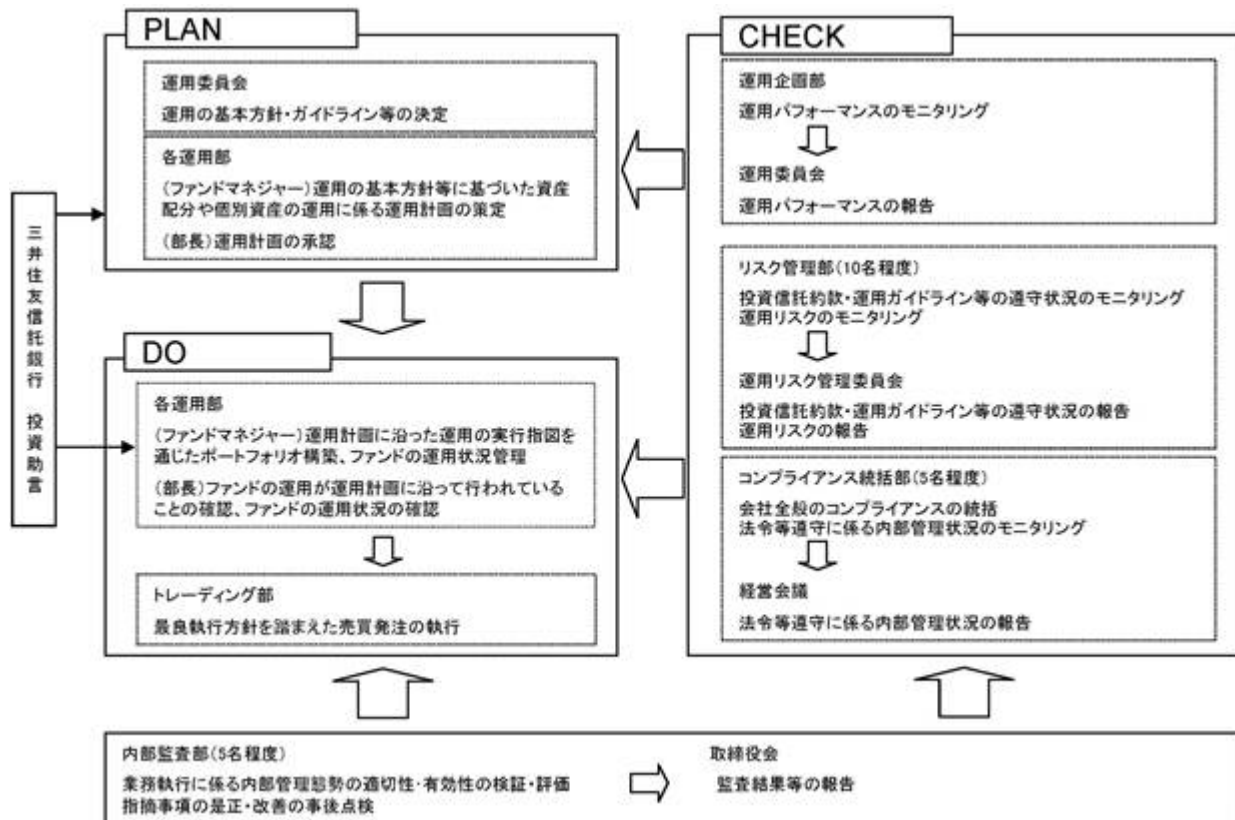 PLAN
運用委員会
運用の基本方針・ガイドライン等の決定
各運用部
(ファンドマネジャー)運用の基本方針等に基づいた資産
配分や個別資産の運用に係る運用計画の策定
(部長)運用計画の承認
三井住友信託銀行 投資助言
DO
各運用部
(ファンドマネジャー)運用計画に沿った運用の実行指図を
通じたポートフォリオ構築、ファンドの運用状況管理
(部長)ファンドの運用が運用計画に沿って行われている
ことの確認、ファンドの運用状況の確認
トレーディング部
最良執行方針を踏まえた売買発注の執行
CHECK
運用企画部
運用パフォーマンスのモニタリング
運用委員会
運用パフォーマンスの報告
リスク管理部(10名程度)
投資信託約款・運用ガイドライン等の遵守状況のモニタリング
運用リスクのモニタリング
運用リスク管理委員会
投資信託約款・運用ガイドライン等の遵守状況の報告
運用リスクの報告
コンプライアンス統括部(5名程度)
会社全般のコンプライアンスの統括
法令等遵守に係る内部管理状況のモニタリング
経営会議
法令等遵守に係る内部管理状況の報告
内部監査部(5名程度)
業務執行に係る内部管理態勢の適切性・有効性の検証・評価
指摘事項の是正・改善の事後点検
取締役会
監査結果等の報告